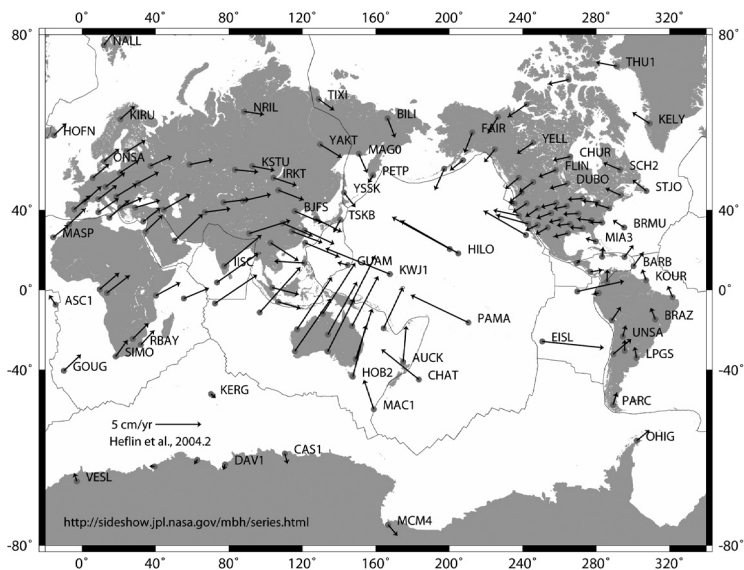 0° 40° 80° 120° 160° 200° 240° 280° 320°
80° 80°
NALL
THU1
TIXI
NRIL
BILI
KIRU
KELY
HOFN
FAIR
YAKT
YELL
MAG0
CHUR
ONSA
KSTU
FLIN
SCH2
IRKT
PETP
DUBO
YSSK
STJO
40° 40°
BJFS
TSKB
BRMU
MASP
MIA3
HILO
IISC
GUAM
BARB
KWJ1
KOUR
0° 0°
ASC1
PAMA
BRAZ
EISL
UNSA
RBAY
SIMO
LPGS
AUCK
GOUG
HOB2
CHAT
-40° -40°
KERG
MAC1
PARC
5 cm/yr
Heflin et al., 2004.2
OHIG
CAS1
DAV1
VESL
http://sideshow.jpl.nasa.gov/mbh/series.html
MCM4
-80° -80°
0° 40° 80° 120° 160° 200° 240° 280° 320°